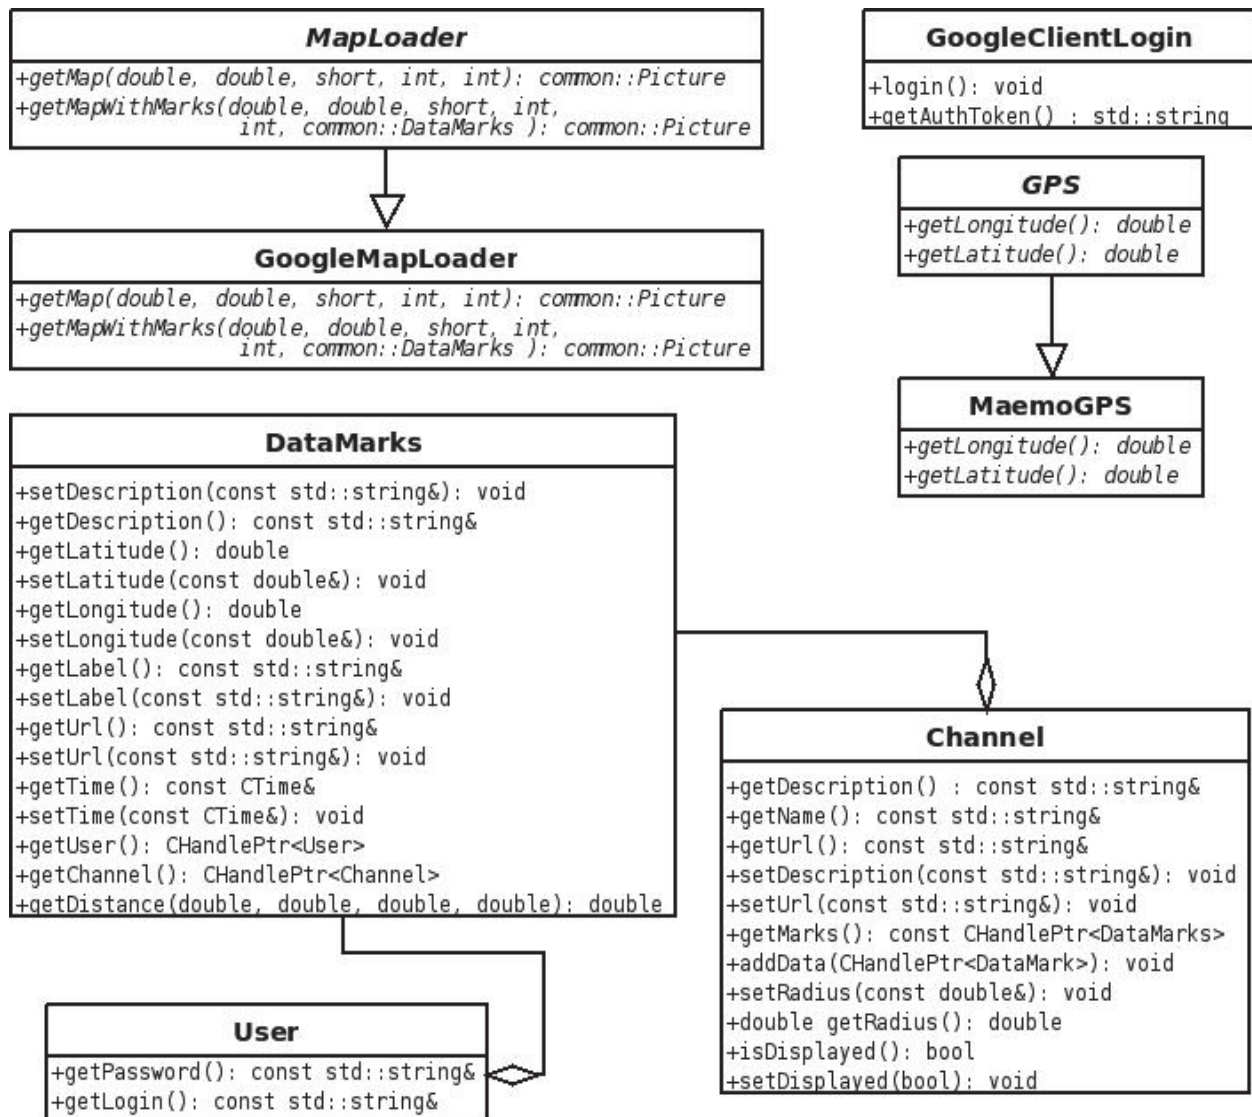 MapLoader
+getMap(double, double, short, int, int): common::Picture
+getMapWithMarks(double, double, short, int,
int, common::DataMarks ): common::Picture
GoogleMapLoader
+getMap(double, double, short, int, int): common::Picture
+getMapWithMarks(double, double, short, int,
int, common::DataMarks ): common::Picture
GoogleClientLogin
+login(): void
+getAuthToken() : std::string
GPS
+getLongitude(): double
+getLatitude(): double
MaemoGPS
+getLongitude(): double
+getLatitude(): double
DataMarks
+setDescription(const std::string&): void
+getDescription(): const std::string&
+getLatitude(): double
+setLatitude(const double&): void
+getLongitude(): double
+setLongitude(const double&): void
+getLabel(): const std::string&
+setLabel(const std::string&): void
+getUrl(): const std::string&
+setUrl(const std::string&): void
+getTime(): const CTime&
+setTime(const CTime&): void
+getUser(): CHandlePtr<User>
+getChannel(): CHandlePtr<Channel>
+getDistance(double, double, double, double): double
Channel
+getDescription() : const std::string&
+getName(): const std::string&
+getUrl(): const std::string&
+setDescription(const std::string&): void
+setUrl(const std::string&): void
+getMarks(): const CHandlePtr<DataMarks>
+addData(CHandlePtr<DataMark>): void
+setRadius(const double&): void
+double getRadius(): double
+isDisplayed(): bool
+setDisplayed(bool): void
User
+getPassword(): const std::string&
+getLogin(): const std::string&